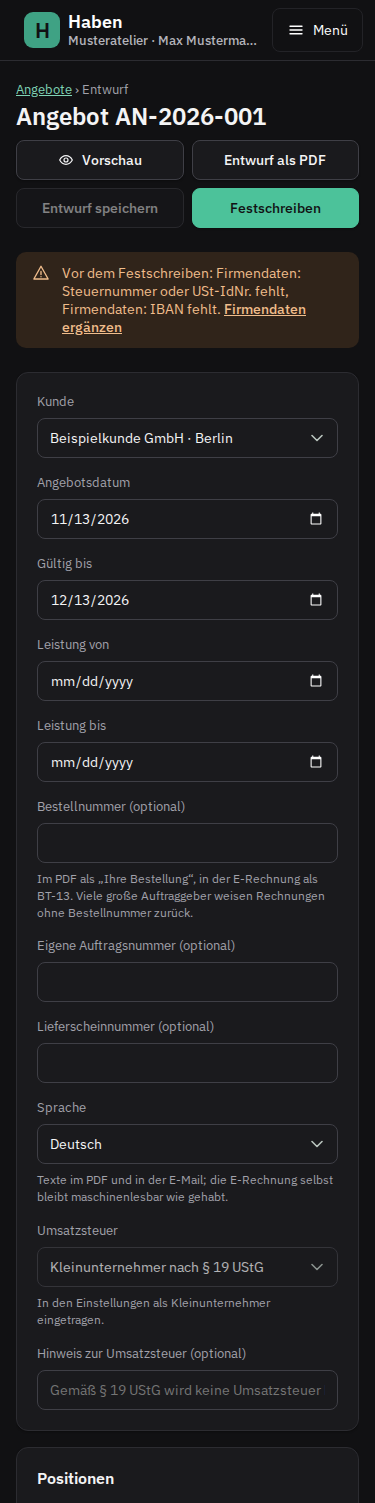 H
Haben
Musteratelier · Max Musterma…
Menü
Angebote › Entwurf
Angebot AN-2026-001
Vorschau
Entwurf als PDF
Entwurf speichern
Festschreiben
Vor dem Festschreiben: Firmendaten:
Steuernummer oder USt-IdNr. fehlt,
Firmendaten: IBAN fehlt. Firmendaten
ergänzen
Kunde
Beispielkunde GmbH · Berlin
Angebotsdatum
11/13/2026
Gültig bis
12/13/2026
Leistung von
mm/dd/yyyy
Leistung bis
mm/dd/yyyy
Bestellnummer (optional)
Im PDF als „Ihre Bestellung“, in der E-Rechnung als
BT-13. Viele große Auftraggeber weisen Rechnungen
ohne Bestellnummer zurück.
Eigene Auftragsnummer (optional)
Lieferscheinnummer (optional)
Sprache
Deutsch
Texte im PDF und in der E-Mail; die E-Rechnung selbst
bleibt maschinenlesbar wie gehabt.
Umsatzsteuer
Kleinunternehmer nach § 19 UStG
In den Einstellungen als Kleinunternehmer
eingetragen.
Hinweis zur Umsatzsteuer (optional)
Gemäß § 19 UStG wird keine Umsatzsteuer
Positionen